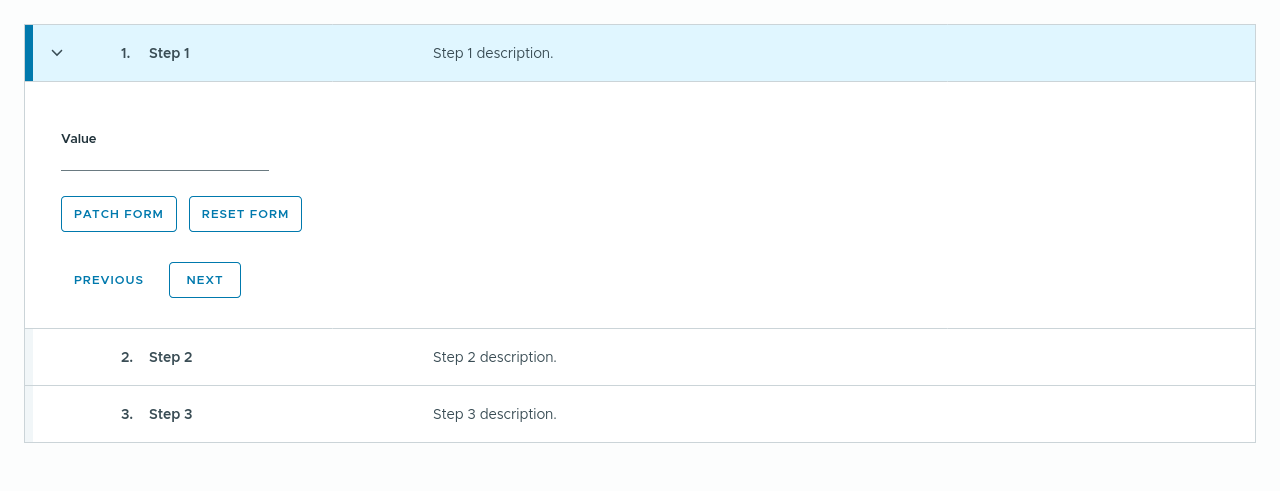 1. Step 1 Step 1 description.
Value
PATCH FORM RESET FORM
PREVIOUS NEXT
2. Step 2 Step 2 description.
3. Step 3 Step 3 description.